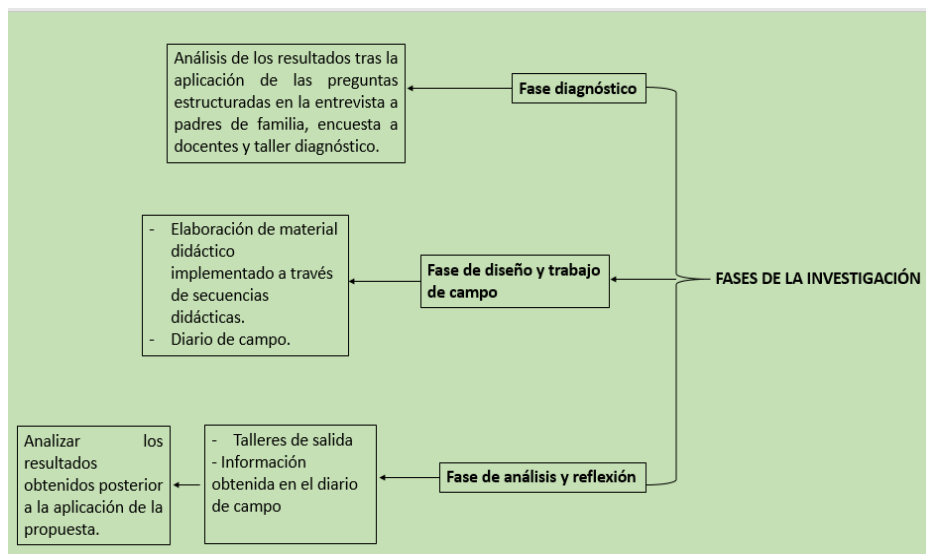 Análisis de los resultados tras la
aplicación de las preguntas
estructuradas en la entrevista a
padres de familia, encuesta a
docentes y taller diagnóstico.
Fase diagnóstico
- Elaboración de material
didáctico
implementado a través
de secuencias
didácticas.
- Diario de campo.
Fase de diseño y trabajo
de campo
FASES DE LA INVESTIGACIÓN
Analizar los
resultados
obtenidos posterior
a la aplicación de la
propuesta.
- Talleres de salida
- Información
obtenida en el diario
de campo
Fase de análisis y reflexión